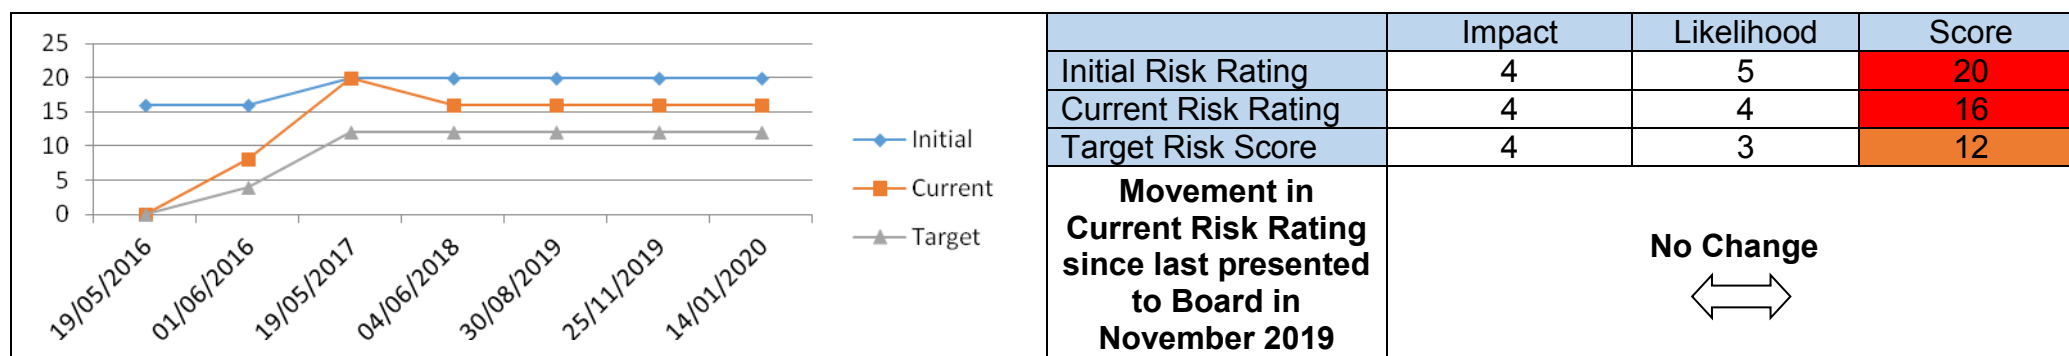 25
20
15
10
5
0
19/05/2016
01/06/2016
19/05/2017
04/06/2018
30/08/2019
25/11/2019
14/01/2020
Initial
Current
Target
Impact Likelihood Score
Initial Risk Rating 4 5 20
Current Risk Rating 4 4 16
Target Risk Score 4 3 12
Movement in
Current Risk Rating
since last presented
to Board in
November 2019
No Change